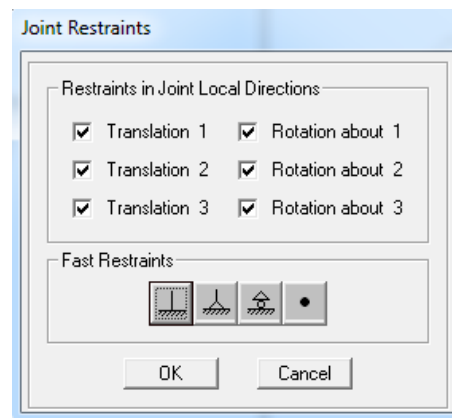 Joint Restraints
Restraints in Joint Local Directions
Translation 1 Rotation about 1
Translation 2 Rotation about 2
Translation 3 Rotation about 3
Fast Restraints
OK Cancel